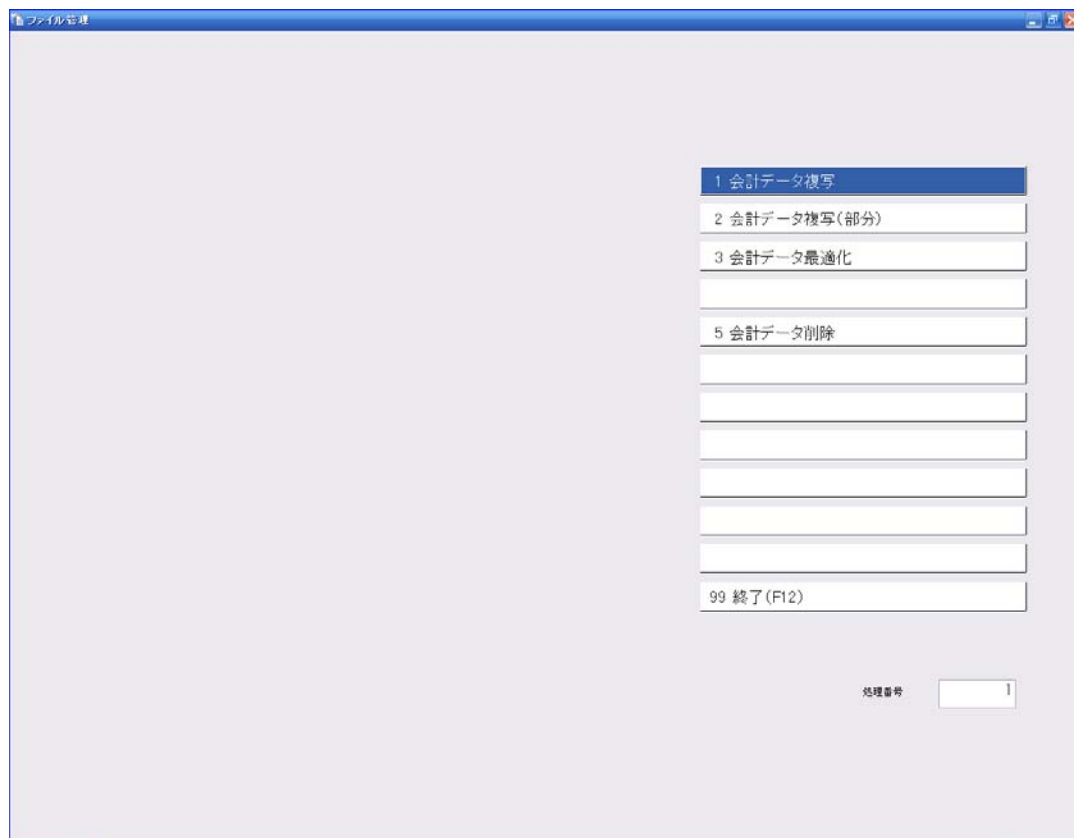 ファイル管理
1 会計データ複写
2 会計データ複写(部分)
3 会計データ最適化
5 会計データ削除
99 終了(F12)
処理番号 1